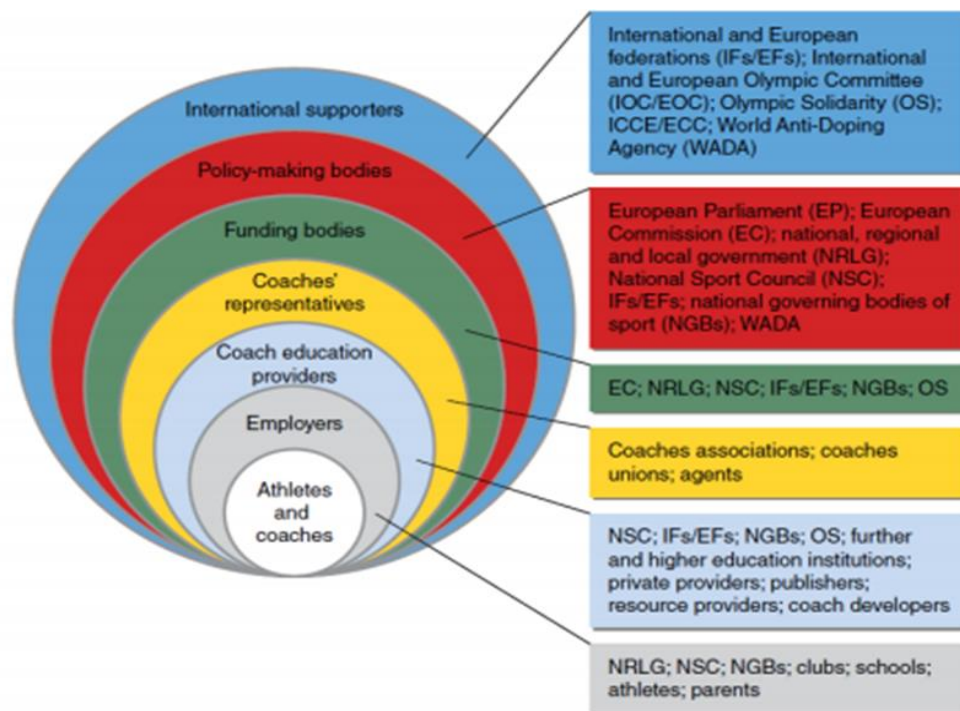 International supporters
Policy-making bodies
Funding bodies
Coaches'
representatives
Coach education
providers
Employers
Athletes
and
coaches
International and European
federations (IFs/EFs); International
and European Olympic Committee
(IOC/EOC); Olympic Solidarity (OS);
ICCE/ECC; World Anti-Doping
Agency (WADA)
European Parliament (EP); European
Commission (EC); national, regional
and local government (NRLG);
National Sport Council (NSC);
IFs/EFs; national governing bodies of
sport (NGBs); WADA
EC; NRLG; NSC; IFs/EFs; NGBs; OS
Coaches associations; coaches
unions; agents
NSC; IFs/EFs; NGBs; OS; further
and higher education institutions;
private providers; publishers;
resource providers; coach developers
NRLG; NSC; NGBs; clubs; schools;
athletes; parents